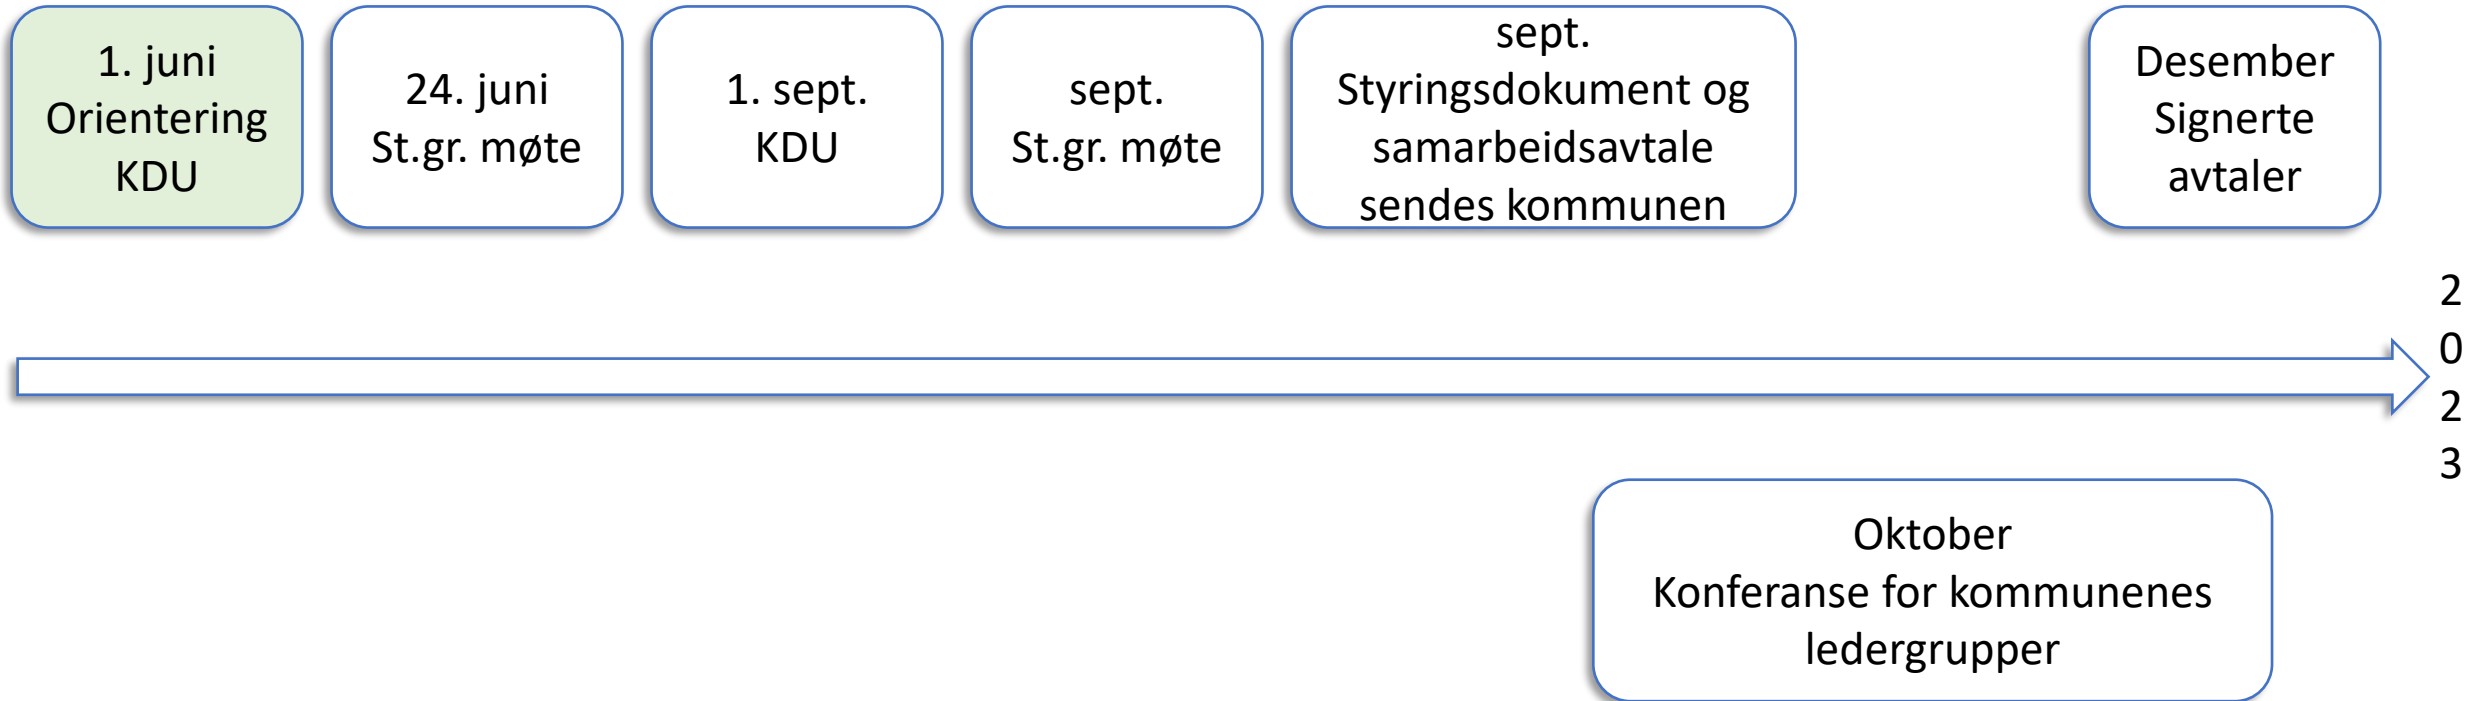 1. juni
Orientering
KDU
24. juni
St.gr. møte
1. sept.
KDU
sept.
St.gr. møte
sept.
Styringsdokument og
samarbeidsavtale
sendes kommunen
Desember
Signerte
avtaler
2
0
2
3
Oktober
Konferanse for kommunenes
ledergrupper